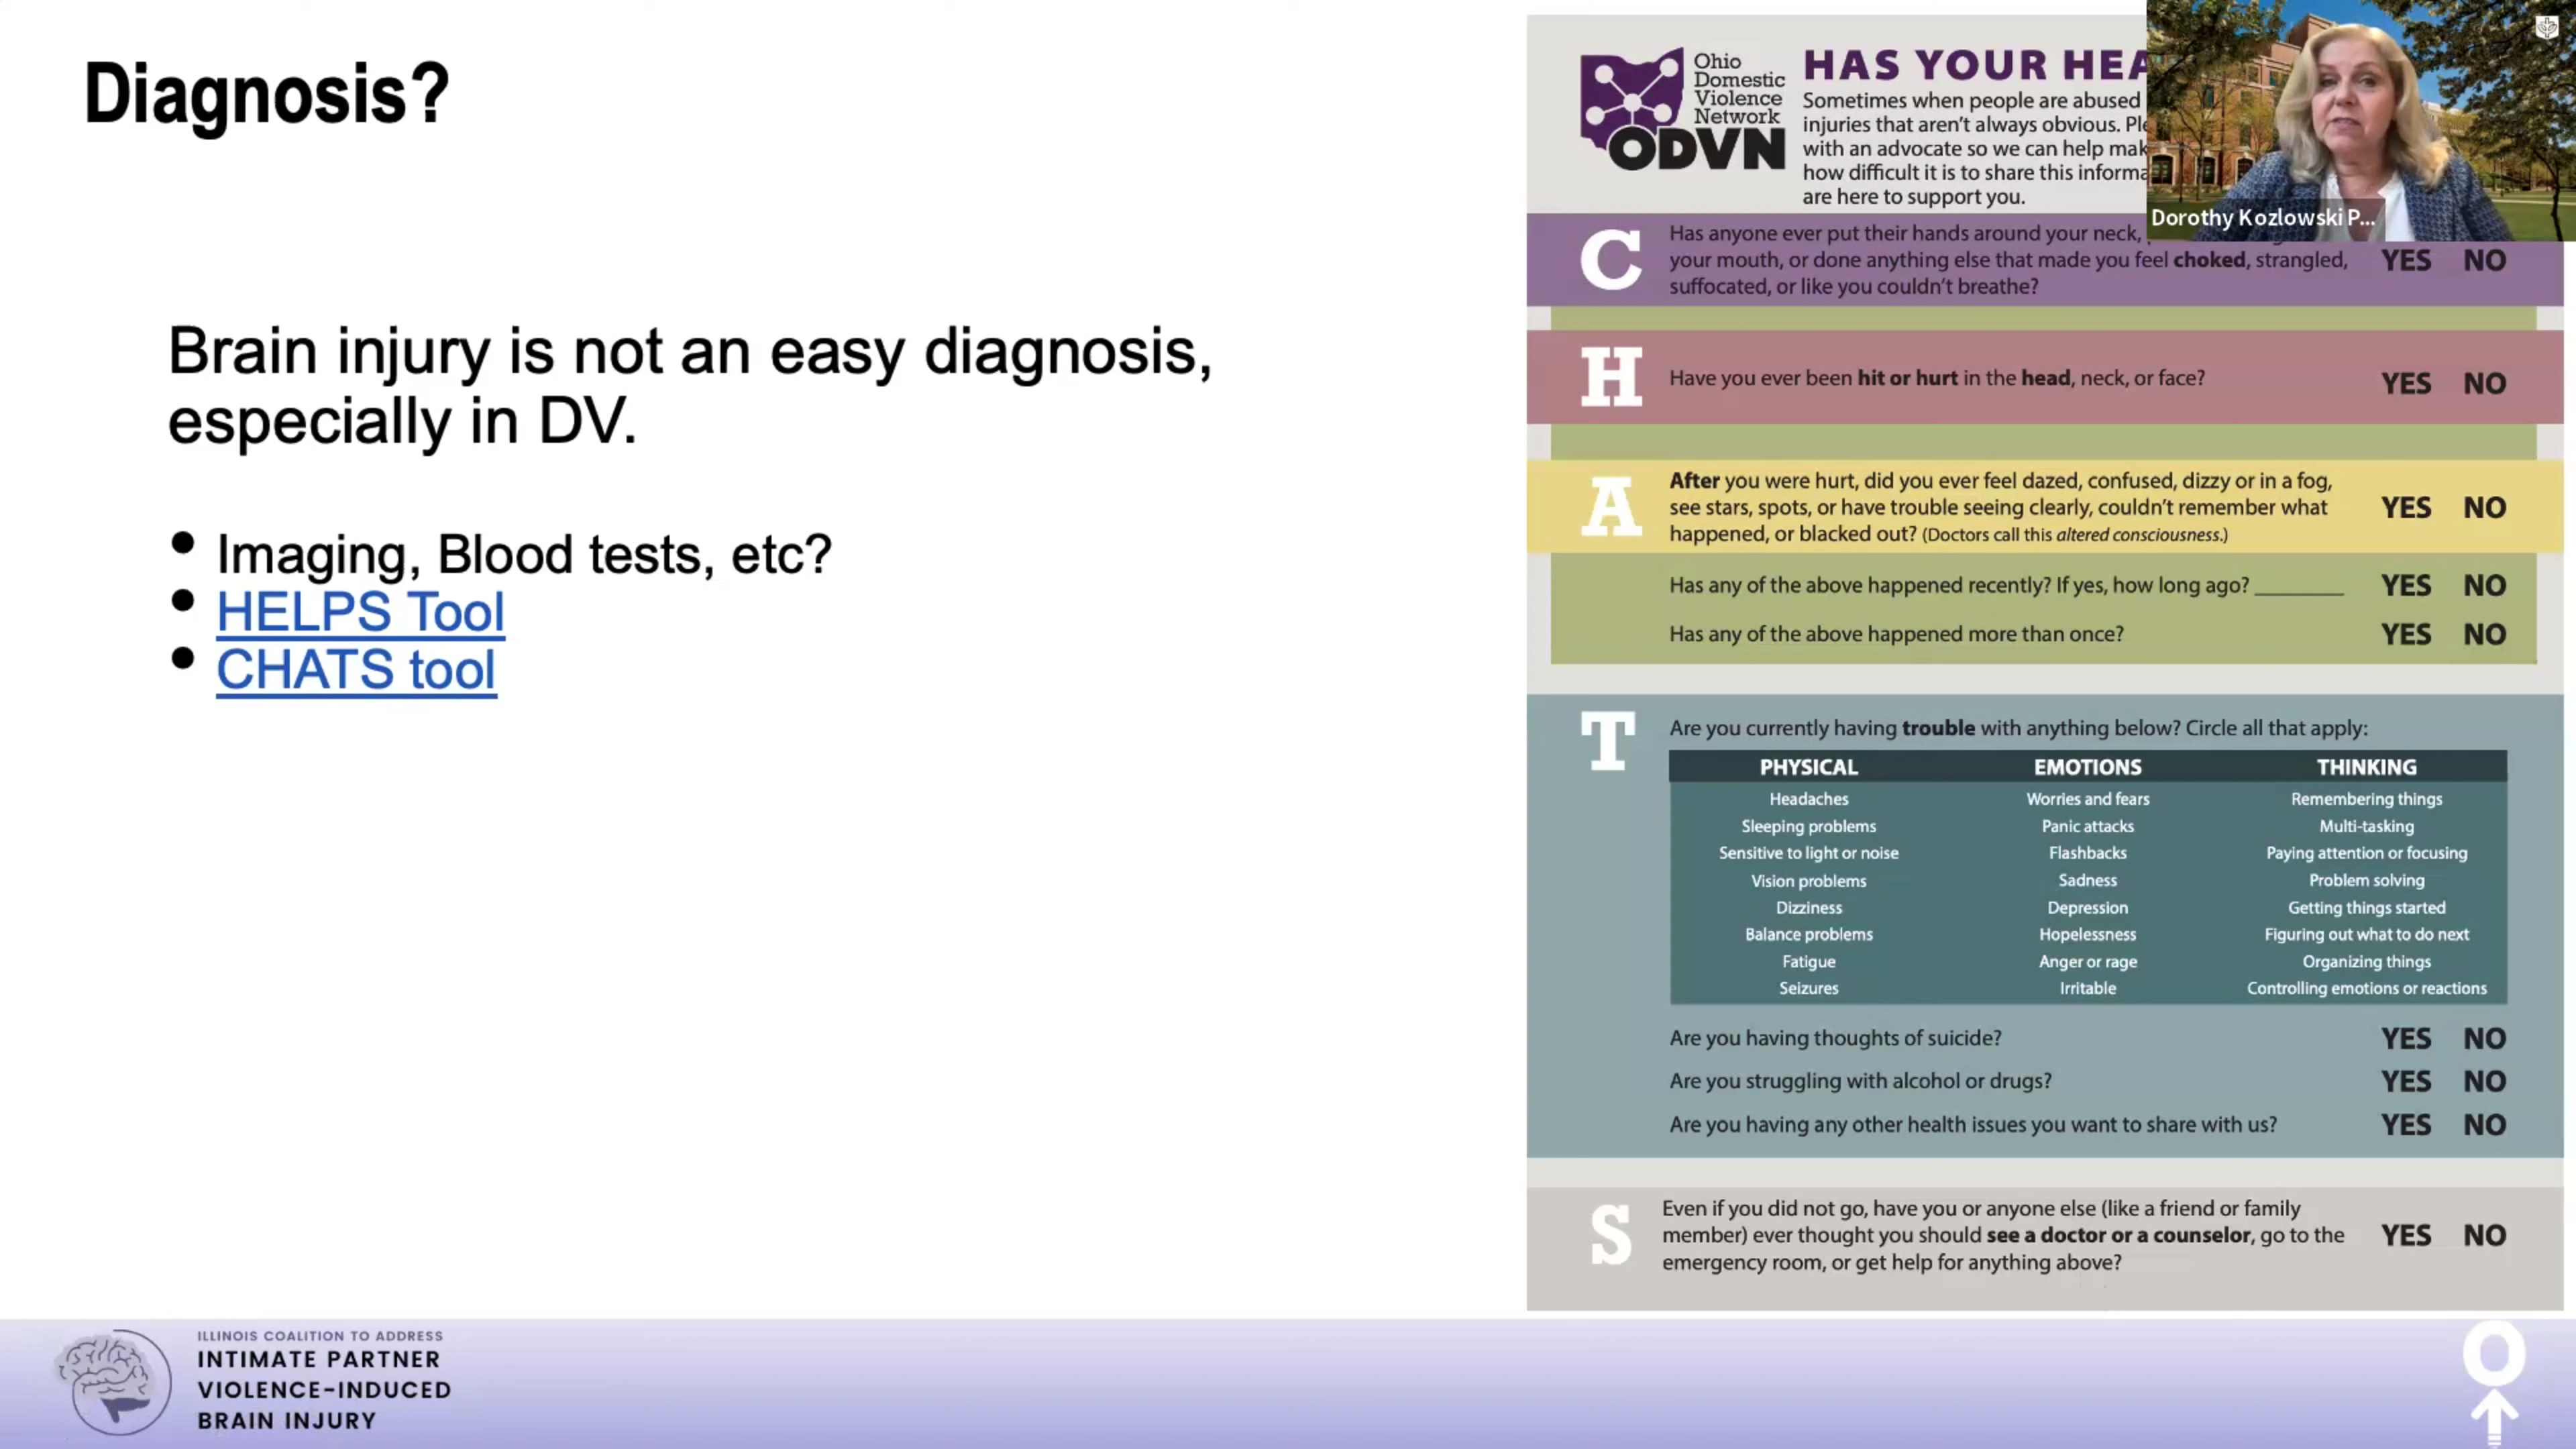 Diagnosis?
Brain injury is not an easy diagnosis,
especially in DV.
• Imaging, Blood tests, etc?
• HELPS Tool
• CHATS tool
Ohio
Domestic
Violence
Network
ODVN
HAS YOUR HEA
Sometimes when people are abused
injuries that aren't always obvious.
with an advocate so we can help
how difficult it is to share this
are here to support you.
Dorothy Kozlowski P...
C
Has anyone ever put their hands around your neck,
your mouth, or done anything else that made you feel choked, strangled,
suffocated, or like you couldn't breathe?
YES NO
H
Have you ever been hit or hurt in the head, neck, or face?
YES NO
A
After you were hurt, did you ever feel dazed, confused, dizzy or in a fog,
see stars, spots, or have trouble seeing clearly, couldn't remember what
happened, or blacked out? (Doctors call this altered consciousness.)
YES NO
Has any of the above happened recently? If yes, how long ago? ________ YES NO
Has any of the above happened more than once? YES NO
T
Are you currently having trouble with anything below? Circle all that apply:
PHYSICAL EMOTIONS THINKING
Headaches Worries and fears Remembering things
Sleeping problems Panic attacks Multi-tasking
Sensitive to light or noise Flashbacks Paying attention or focusing
Vision problems Sadness Problem solving
Dizziness Depression Getting things started
Balance problems Hopelessness Figuring out what to do next
Fatigue Anger or rage Organizing things
Seizures Irritable Controlling emotions or reactions
Are you having thoughts of suicide? YES NO
Are you struggling with alcohol or drugs? YES NO
Are you having any other health issues you want to share with us? YES NO
S
Even if you did not go, have you or anyone else (like a friend or family
member) ever thought you should see a doctor or a counselor, go to the
emergency room, or get help for anything above?
YES NO
ILLINOIS COALITION TO ADDRESS
INTIMATE PARTNER
VIOLENCE-INDUCED
BRAIN INJURY